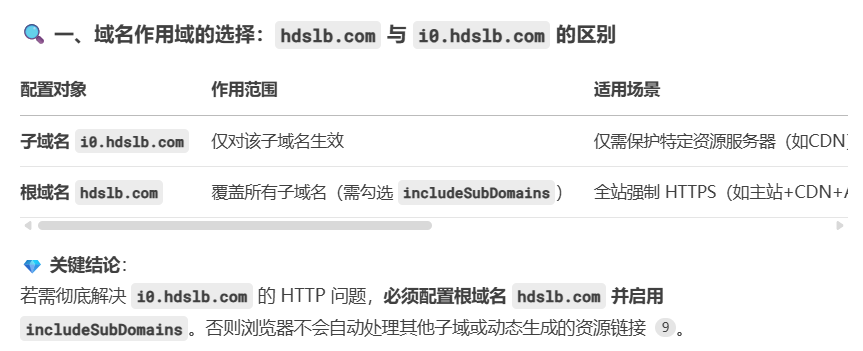 一、域名作用域的选择：hdslb.com 与 i0.hdslb.com 的区别
配置对象 作用范围 适用场景
子域名 i0.hdslb.com 仅对该子域名生效 仅需保护特定资源服务器（如CDN）
根域名 hdslb.com 覆盖所有子域名（需勾选 includeSubDomains） 全站强制 HTTPS（如主站+CDN+A
关键结论：
若需彻底解决 i0.hdslb.com 的 HTTP 问题，必须配置根域名 hdslb.com 并启用
includeSubDomains。否则浏览器不会自动处理其他子域或动态生成的资源链接 9。